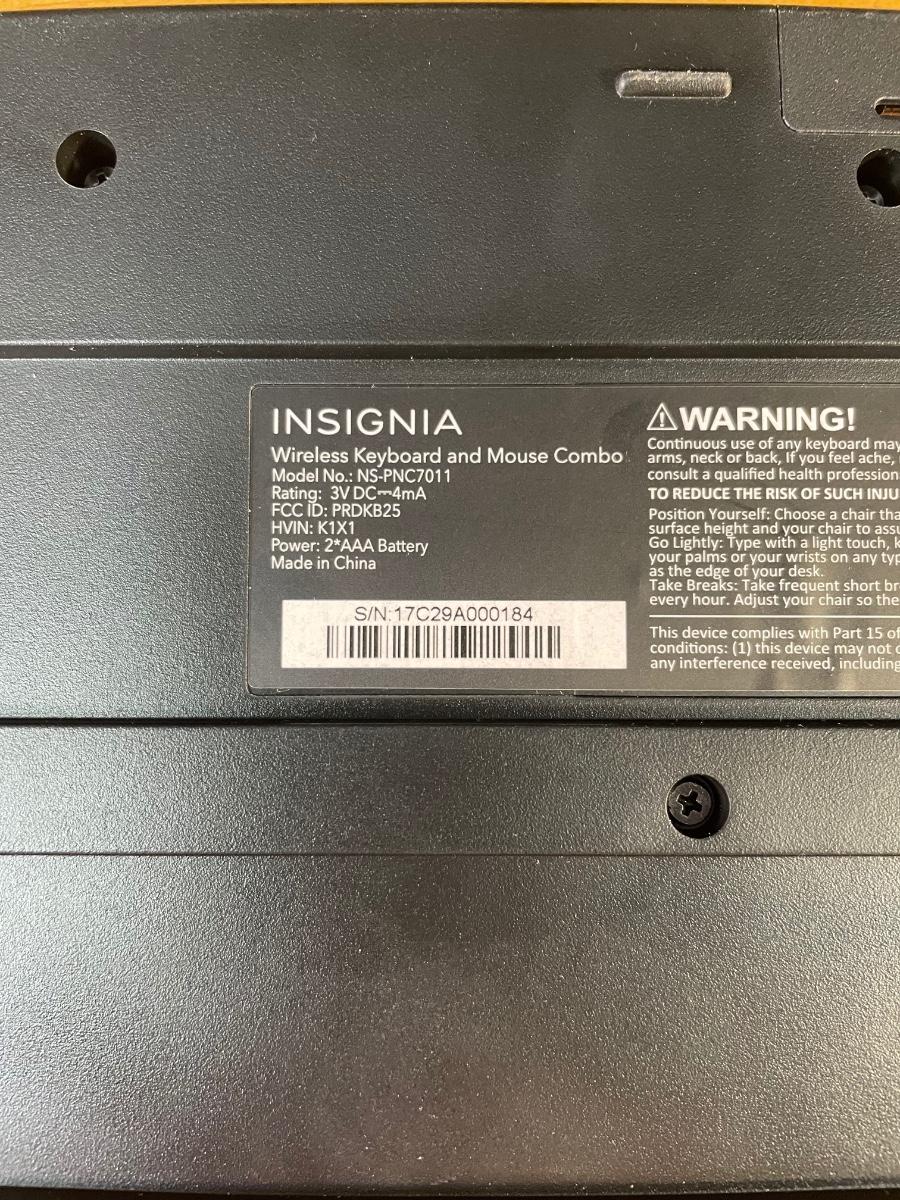 INSIGNIA
Wireless Keyboard and Mouse Combo
Model No.: NS-PNC7011
Rating: 3V DC⎓4mA
FCC ID: PRDKB25
HVIN: K1X1
Power: 2*AAA Battery
Made in China
S/N:17C29A000184
⚠WARNING!
Continuous use of any keyboard may
arms, neck or back, If you feel ache,
consult a qualified health profession
TO REDUCE THE RISK OF SUCH INJU
Position Yourself: Choose a chair tha
surface height and your chair to assu
Go Lightly: Type with a light touch, k
your palms or your wrists on any typ
as the edge of your desk.
Take Breaks: Take frequent short br
every hour. Adjust your chair so the
This device complies with Part 15 of
conditions: (1) this device may not c
any interference received, including